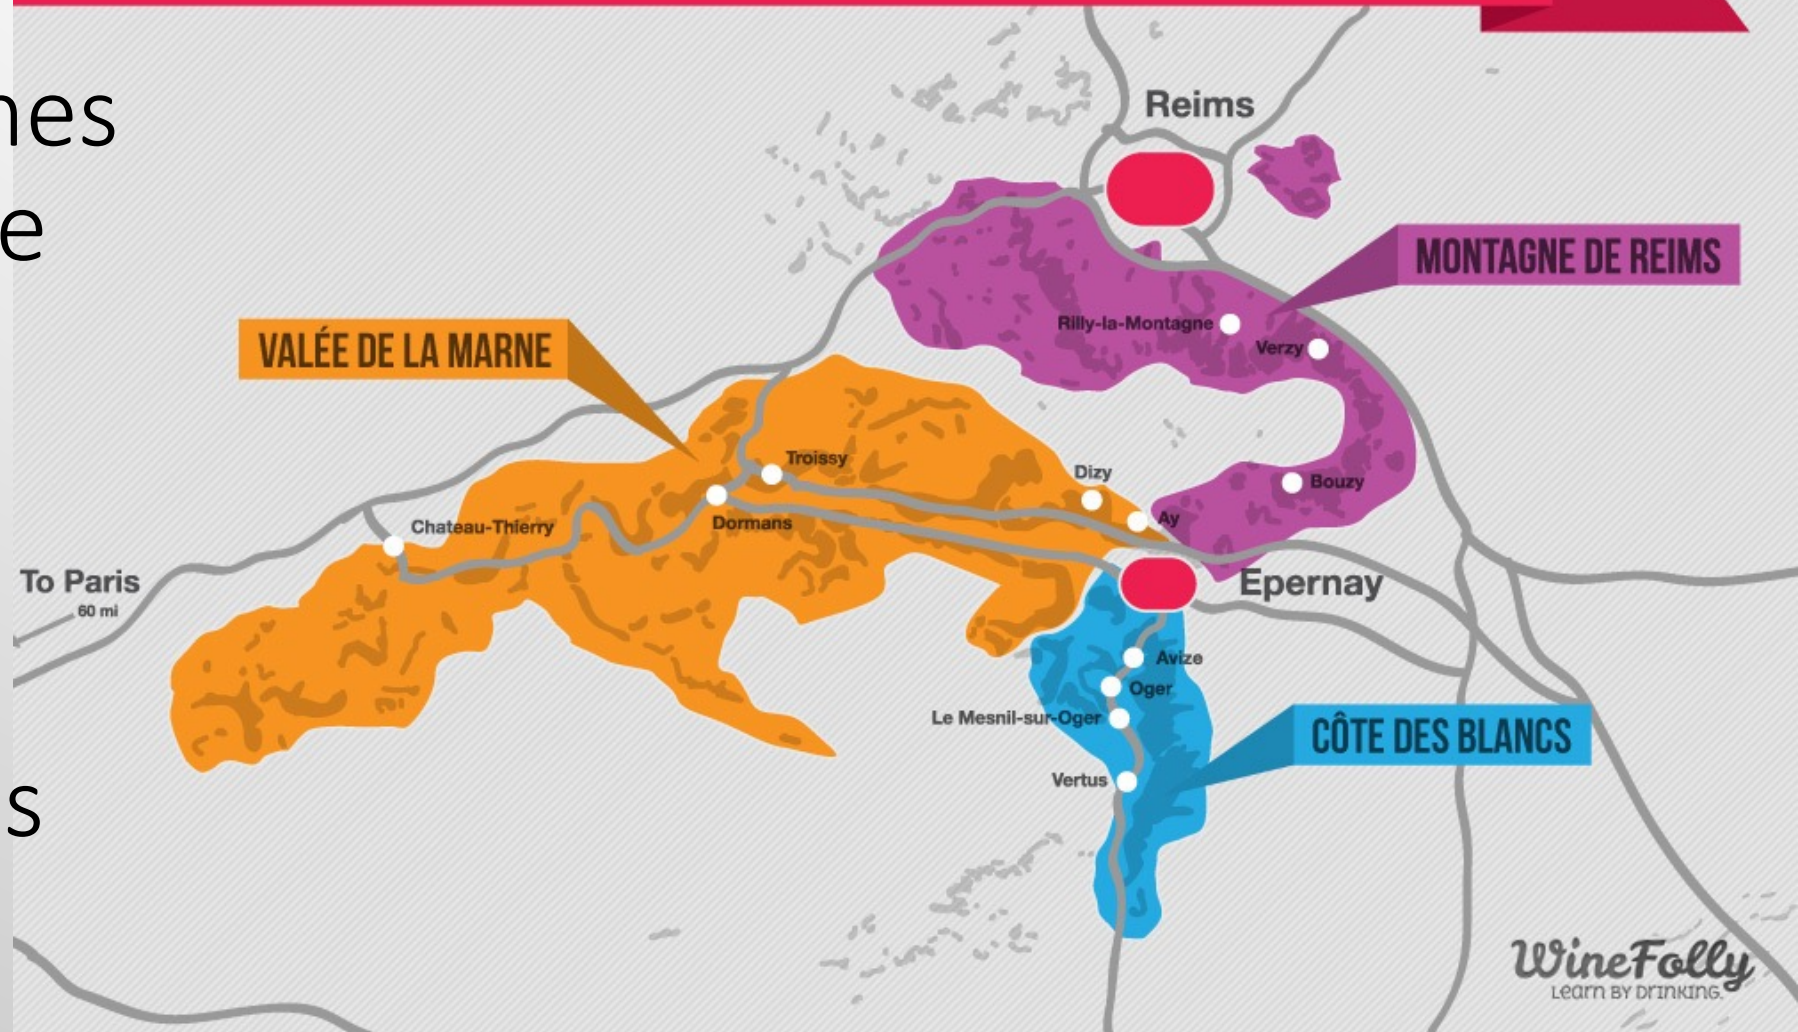 nes
e
s
Reims
MONTAGNE DE REIMS
Rilly-la-Montagne
Verzy
VALÉE DE LA MARNE
Troissy
Dizy
Bouzy
Ay
Dormans
Chateau-Thierry
To Paris
60 mi
Epernay
Avize
Oger
Le Mesnil-sur-Oger
CÔTE DES BLANCS
Vertus
WineFolly
Learn by Drinking.